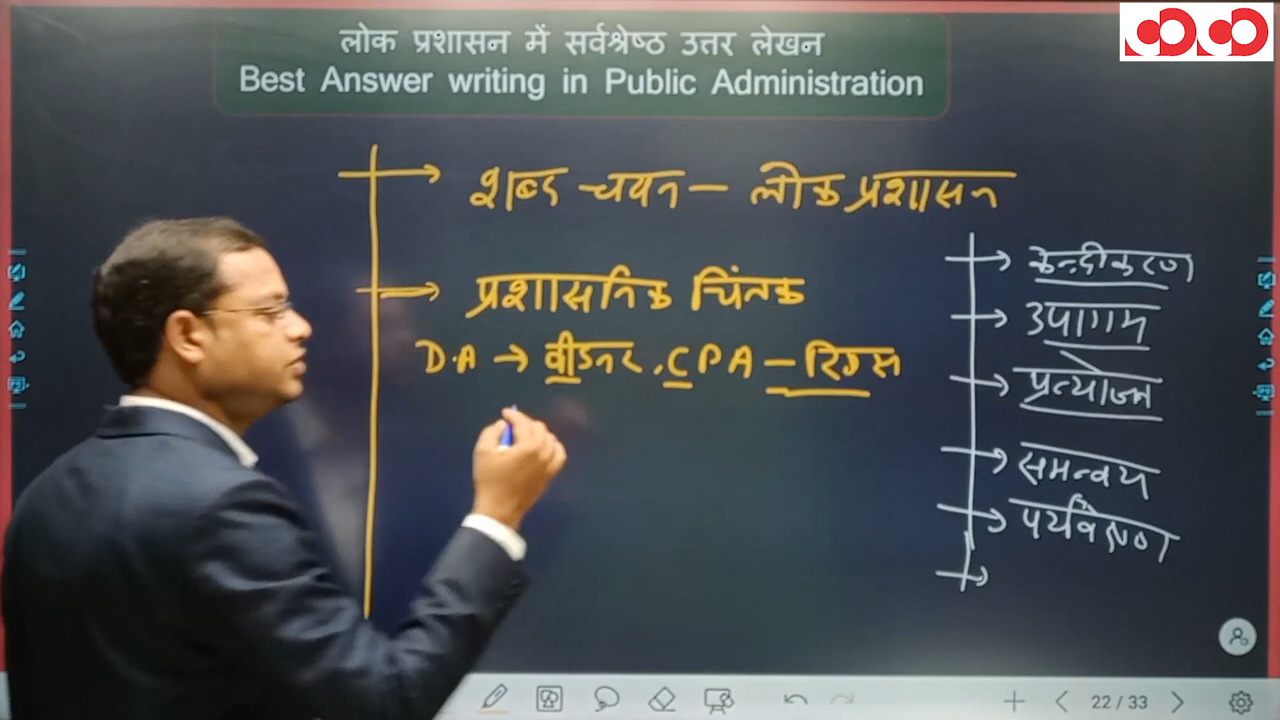 लोक प्रशासन में सर्वश्रेष्ठ उत्तर लेखन
Best Answer writing in Public Administration
शब्द चयन – लोक प्रशासन
प्रशासनिक चिंतक
D.A → वीडनर, CPA – रिग्स
→ केन्द्रीकरण
→ उपागम
→ प्रत्योजन
→ समन्वय
→ पर्यवेक्षण
22 / 33